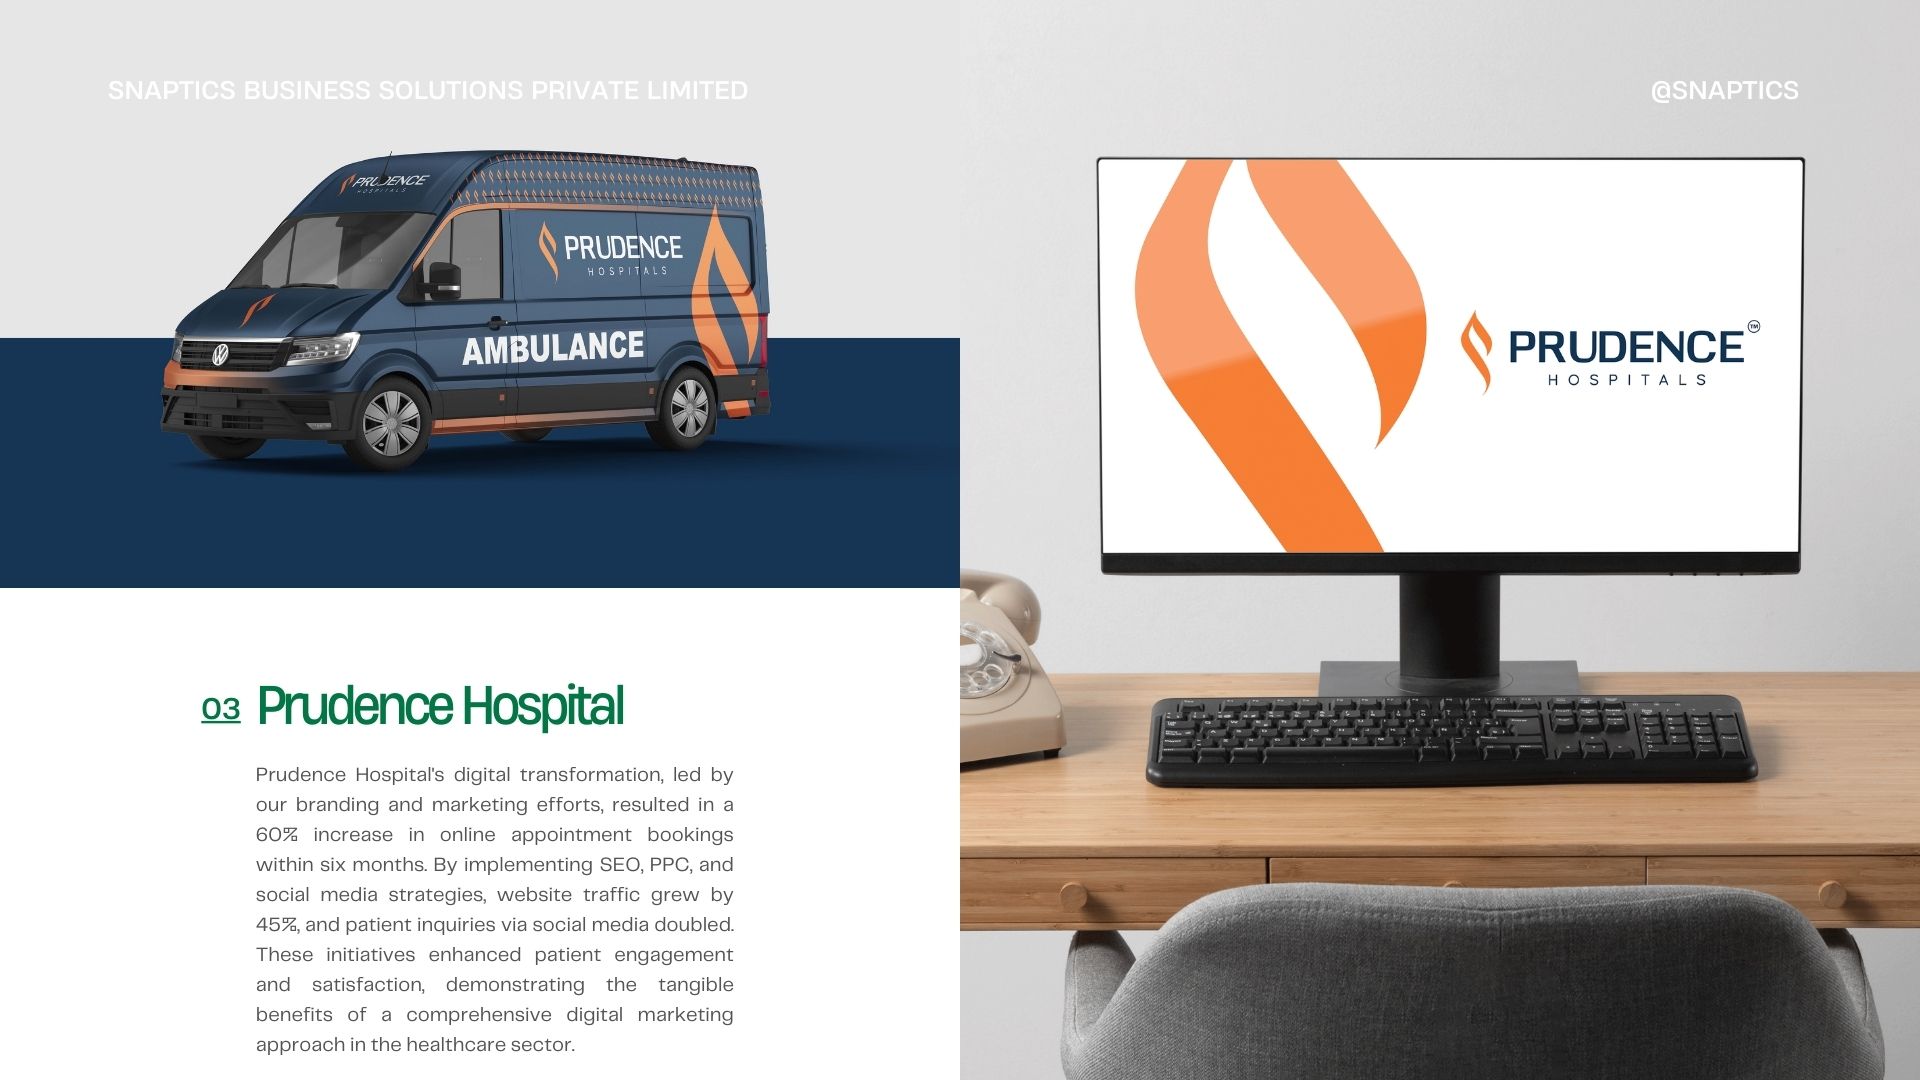 SNAPTICS BUSINESS SOLUTIONS PRIVATE LIMITED
@SNAPTICS
PRUDENCE
HOSPITALS
PRUDENCE
HOSPITALS
AMBULANCE
PRUDENCE™
HOSPITALS
03 Prudence Hospital
Prudence Hospital's digital transformation, led by
our branding and marketing efforts, resulted in a
60% increase in online appointment bookings
within six months. By implementing SEO, PPC, and
social media strategies, website traffic grew by
45%, and patient inquiries via social media doubled.
These initiatives enhanced patient engagement
and satisfaction, demonstrating the tangible
benefits of a comprehensive digital marketing
approach in the healthcare sector.